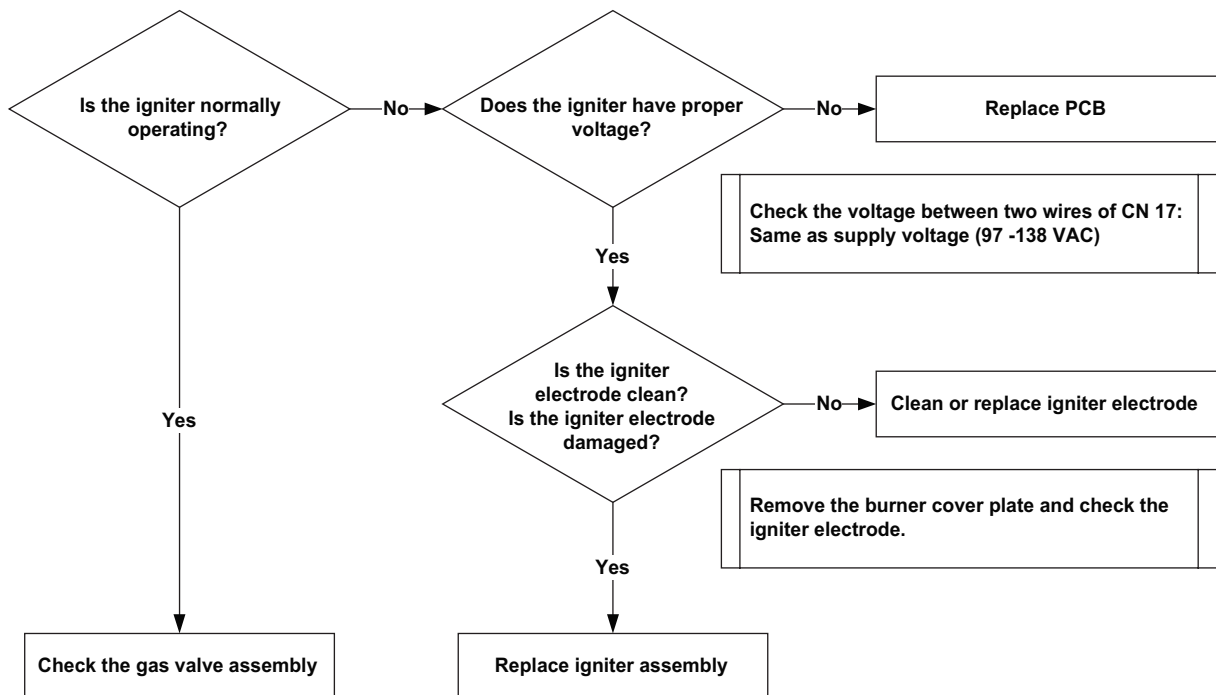 Is the igniter normally
operating?
No
Does the igniter have proper
voltage?
No
Replace PCB
Check the voltage between two wires of CN 17:
Same as supply voltage (97 -138 VAC)
Yes
Is the igniter
electrode clean?
Is the igniter electrode
damaged?
No
Clean or replace igniter electrode
Yes
Remove the burner cover plate and check the
igniter electrode.
Yes
Check the gas valve assembly
Replace igniter assembly